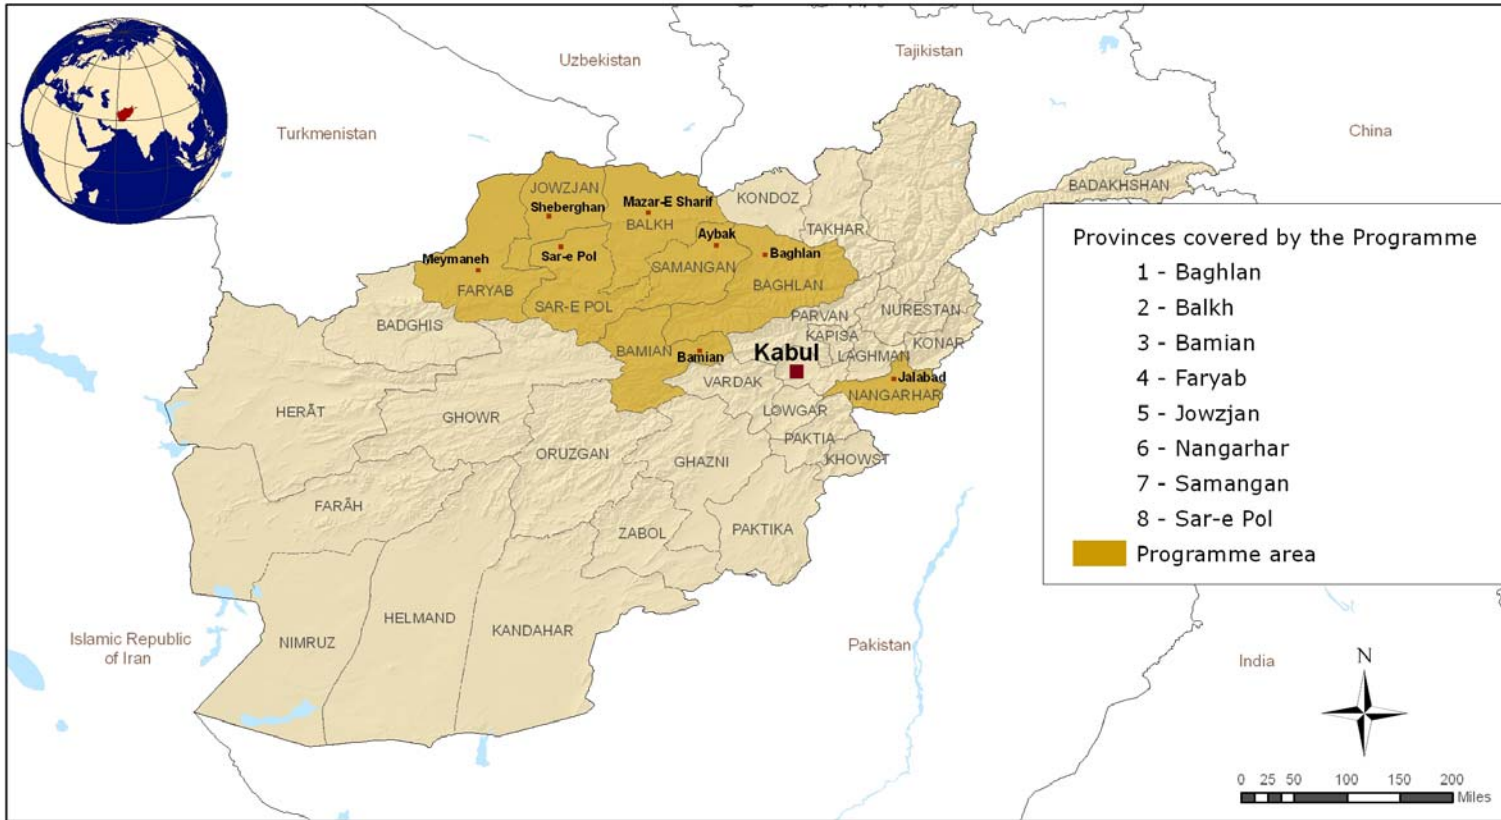 Uzbekistan
Tajikistan
Turkmenistan
China
JOWZJAN
Sheberghan
Mazar-E Sharif
BALKH
KONDOZ
BADAKHSHAN
TAKHAR
Aybak
Meymaneh
Sar-e Pol
Baghlan
SAMANGAN
FARYAB
BAGHLAN
SAR-E POL
BADGHIS
PARVAN
NURESTAN
KAPISA
KONAR
BAMIAN
Bamian
Kabul
LAGHMAN
VARDAK
Jalabad
NANGARHAR
HERĀT
GHOWR
LOWGAR
PAKTIA
ORUZGAN
GHAZNI
KHOWST
FARĀH
ZABOL
PAKTIKA
HELMAND
KANDAHAR
NIMRUZ
Islamic Republic
of Iran
Pakistan
India
Provinces covered by the Programme
1 - Baghlan
2 - Balkh
3 - Bamian
4 - Faryab
5 - Jowzjan
6 - Nangarhar
7 - Samangan
8 - Sar-e Pol
Programme area
N
0 25 50 100 150 200
Miles